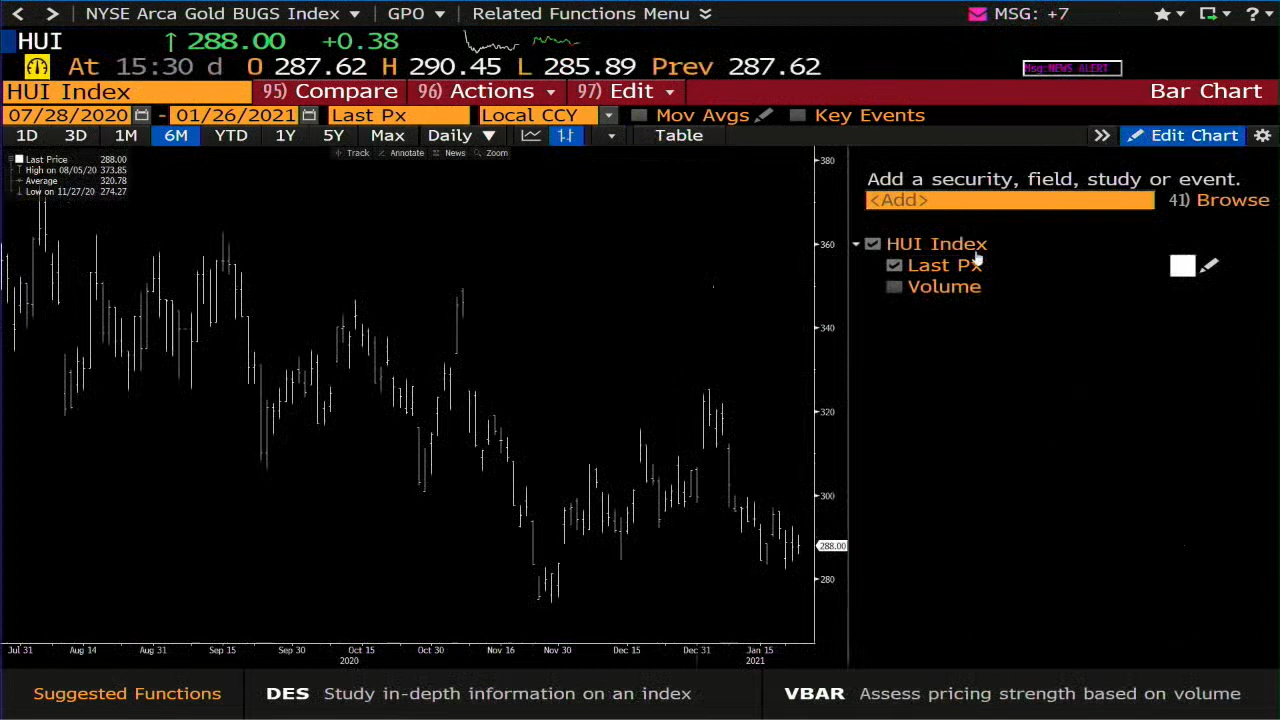 NYSE Arca Gold BUGS Index GPO Related Functions Menu MSG: +7 ?
HUI ↑ 288.00 +0.38
At 15:30 d O 287.62 H 290.45 L 285.89 Prev 287.62 Msg:NEWS ALERT
HUI Index 95) Compare 96) Actions 97) Edit Bar Chart
07/28/2020 - 01/26/2021 Last Px Local CCY Mov Avgs Key Events
1D 3D 1M 6M YTD 1Y 5Y Max Daily ▼ Table » Edit Chart
Track Annotate News Zoom
Last Price 288.00
High on 08/05/20 373.85
Average 320.78
Low on 11/27/20 274.27
380
360
340
320
300
288.00
280
Jul 31 Aug 14 Aug 31 Sep 15 Sep 30 Oct 15 Oct 30 Nov 16 Nov 30 Dec 15 Dec 31 Jan 15
2020 2021
Add a security, field, study or event.
<Add> 41) Browse
HUI Index
Last Px
Volume
Suggested Functions DES Study in-depth information on an index VBAR Assess pricing strength based on volume